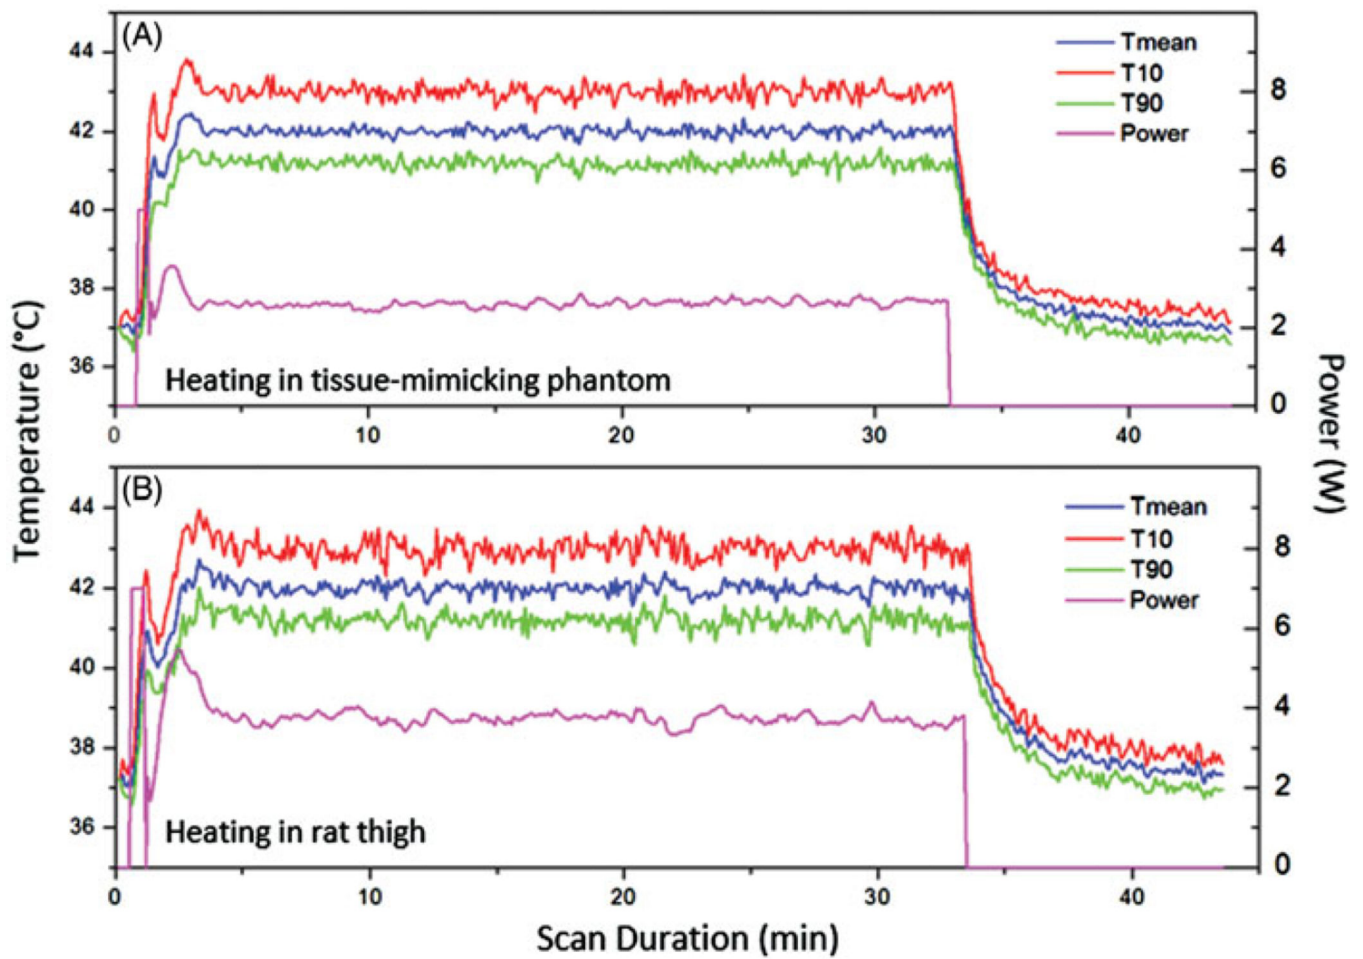 (A)
Tmean
T10
T90
Power
44
42
40
38
36
8
6
4
2
0
Heating in tissue-mimicking phantom
0
10
20
30
40
Temperature (°C)
Power (W)
(B)
Tmean
T10
T90
Power
44
42
40
38
36
8
6
4
2
0
Heating in rat thigh
0
10
20
30
40
Scan Duration (min)